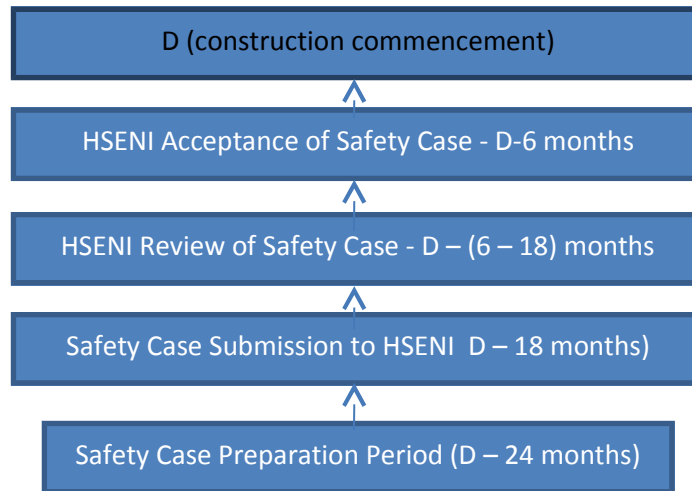 D (construction commencement)
HSENI Acceptance of Safety Case - D-6 months
HSENI Review of Safety Case - D – (6 – 18) months
Safety Case Submission to HSENI  D – 18 months)
Safety Case Preparation Period (D – 24 months)